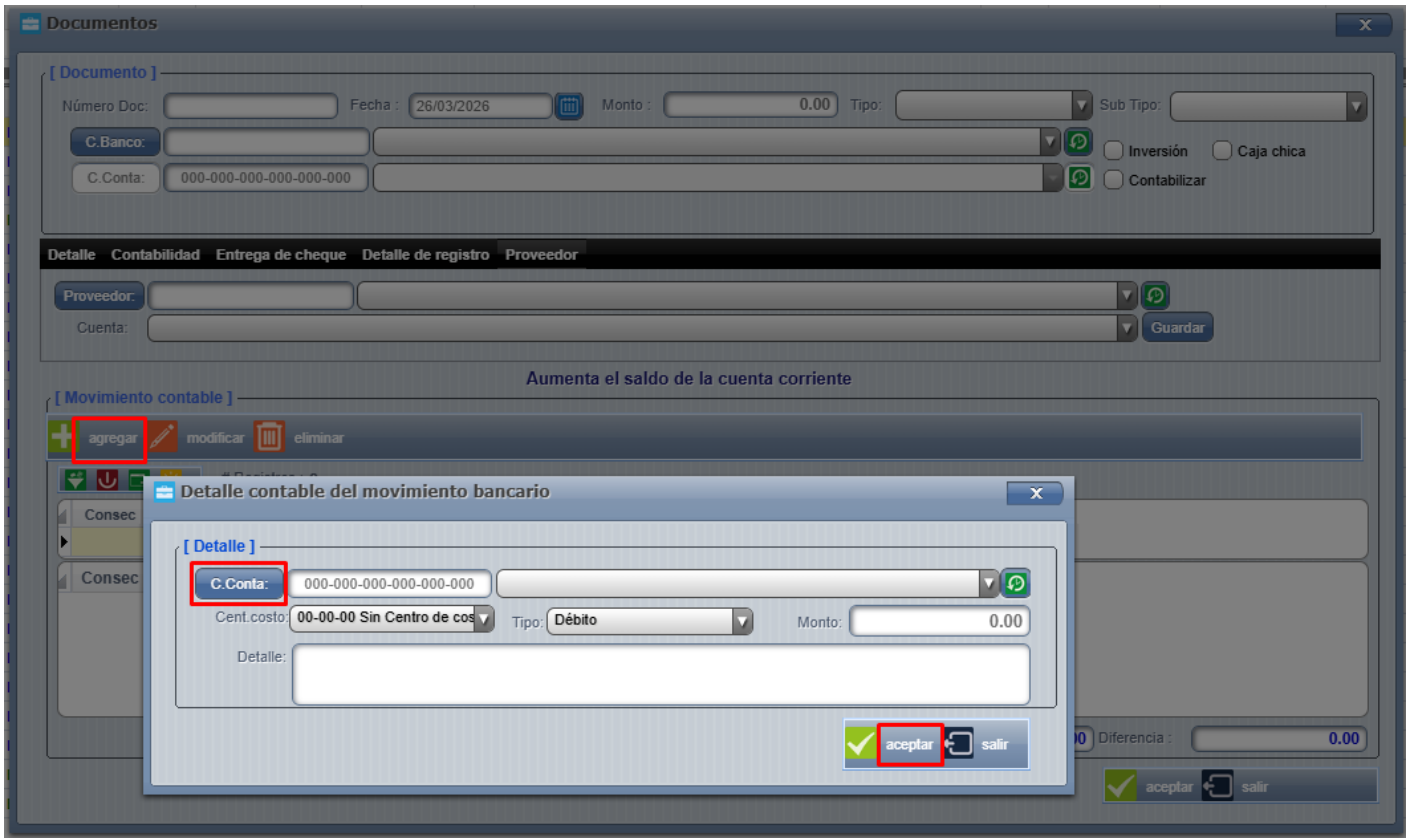 Documentos
X
[ Documento ]
Número Doc: Fecha : 26/03/2026 Monto : 0.00 Tipo: Sub Tipo:
C.Banco: Inversión Caja chica
C.Conta: 000-000-000-000-000-000 Contabilizar
Detalle Contabilidad Entrega de cheque Detalle de registro Proveedor
Proveedor:
Cuenta: Guardar
Aumenta el saldo de la cuenta corriente
[ Movimiento contable ]
agregar modificar eliminar
Detalle contable del movimiento bancario X
Consec
[ Detalle ]
Consec
C.Conta: 000-000-000-000-000-000
Cent.costo: 00-00-00 Sin Centro de cos Tipo: Débito Monto: 0.00
Detalle:
aceptar salir
Diferencia : 0.00
aceptar salir